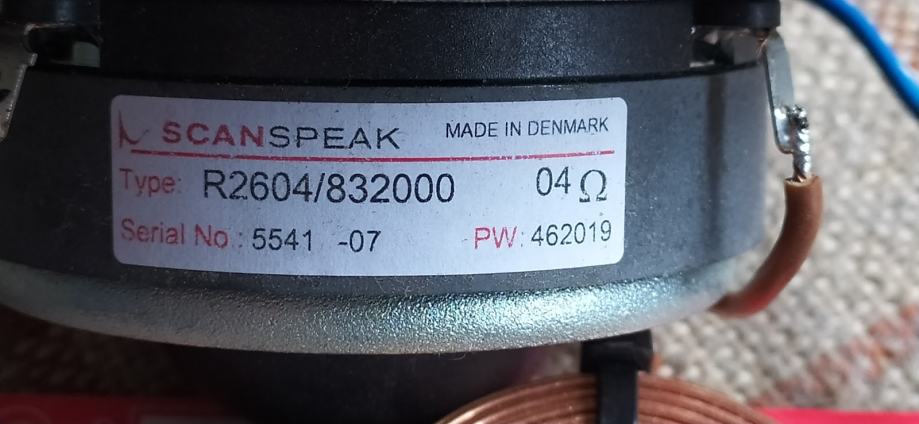 SCANSPEAK MADE IN DENMARK
Type: R2604/832000 04 Ω
Serial No.: 5541 -07 PW: 462019